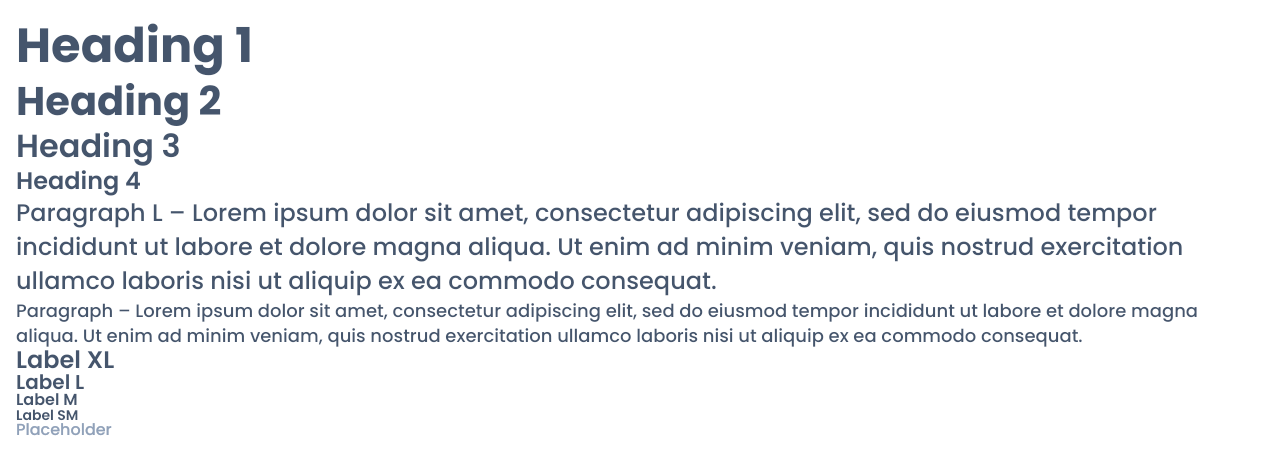 Heading 1
Heading 2
Heading 3
Heading 4
Paragraph L – Lorem ipsum dolor sit amet, consectetur adipiscing elit, sed do eiusmod tempor
incididunt ut labore et dolore magna aliqua. Ut enim ad minim veniam, quis nostrud exercitation
ullamco laboris nisi ut aliquip ex ea commodo consequat.
Paragraph – Lorem ipsum dolor sit amet, consectetur adipiscing elit, sed do eiusmod tempor incididunt ut labore et dolore magna
aliqua. Ut enim ad minim veniam, quis nostrud exercitation ullamco laboris nisi ut aliquip ex ea commodo consequat.
Label XL
Label L
Label M
Label SM
Placeholder